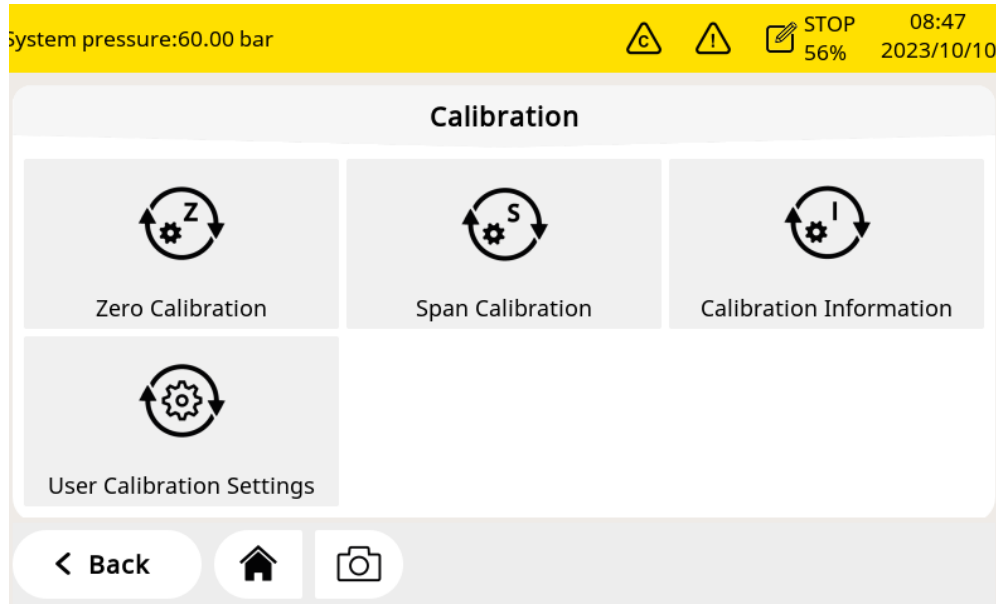 System pressure:60.00 bar
C
!
STOP
56%
08:47
2023/10/10
Calibration
Z
S
I
Zero Calibration
Span Calibration
Calibration Information
User Calibration Settings
< Back